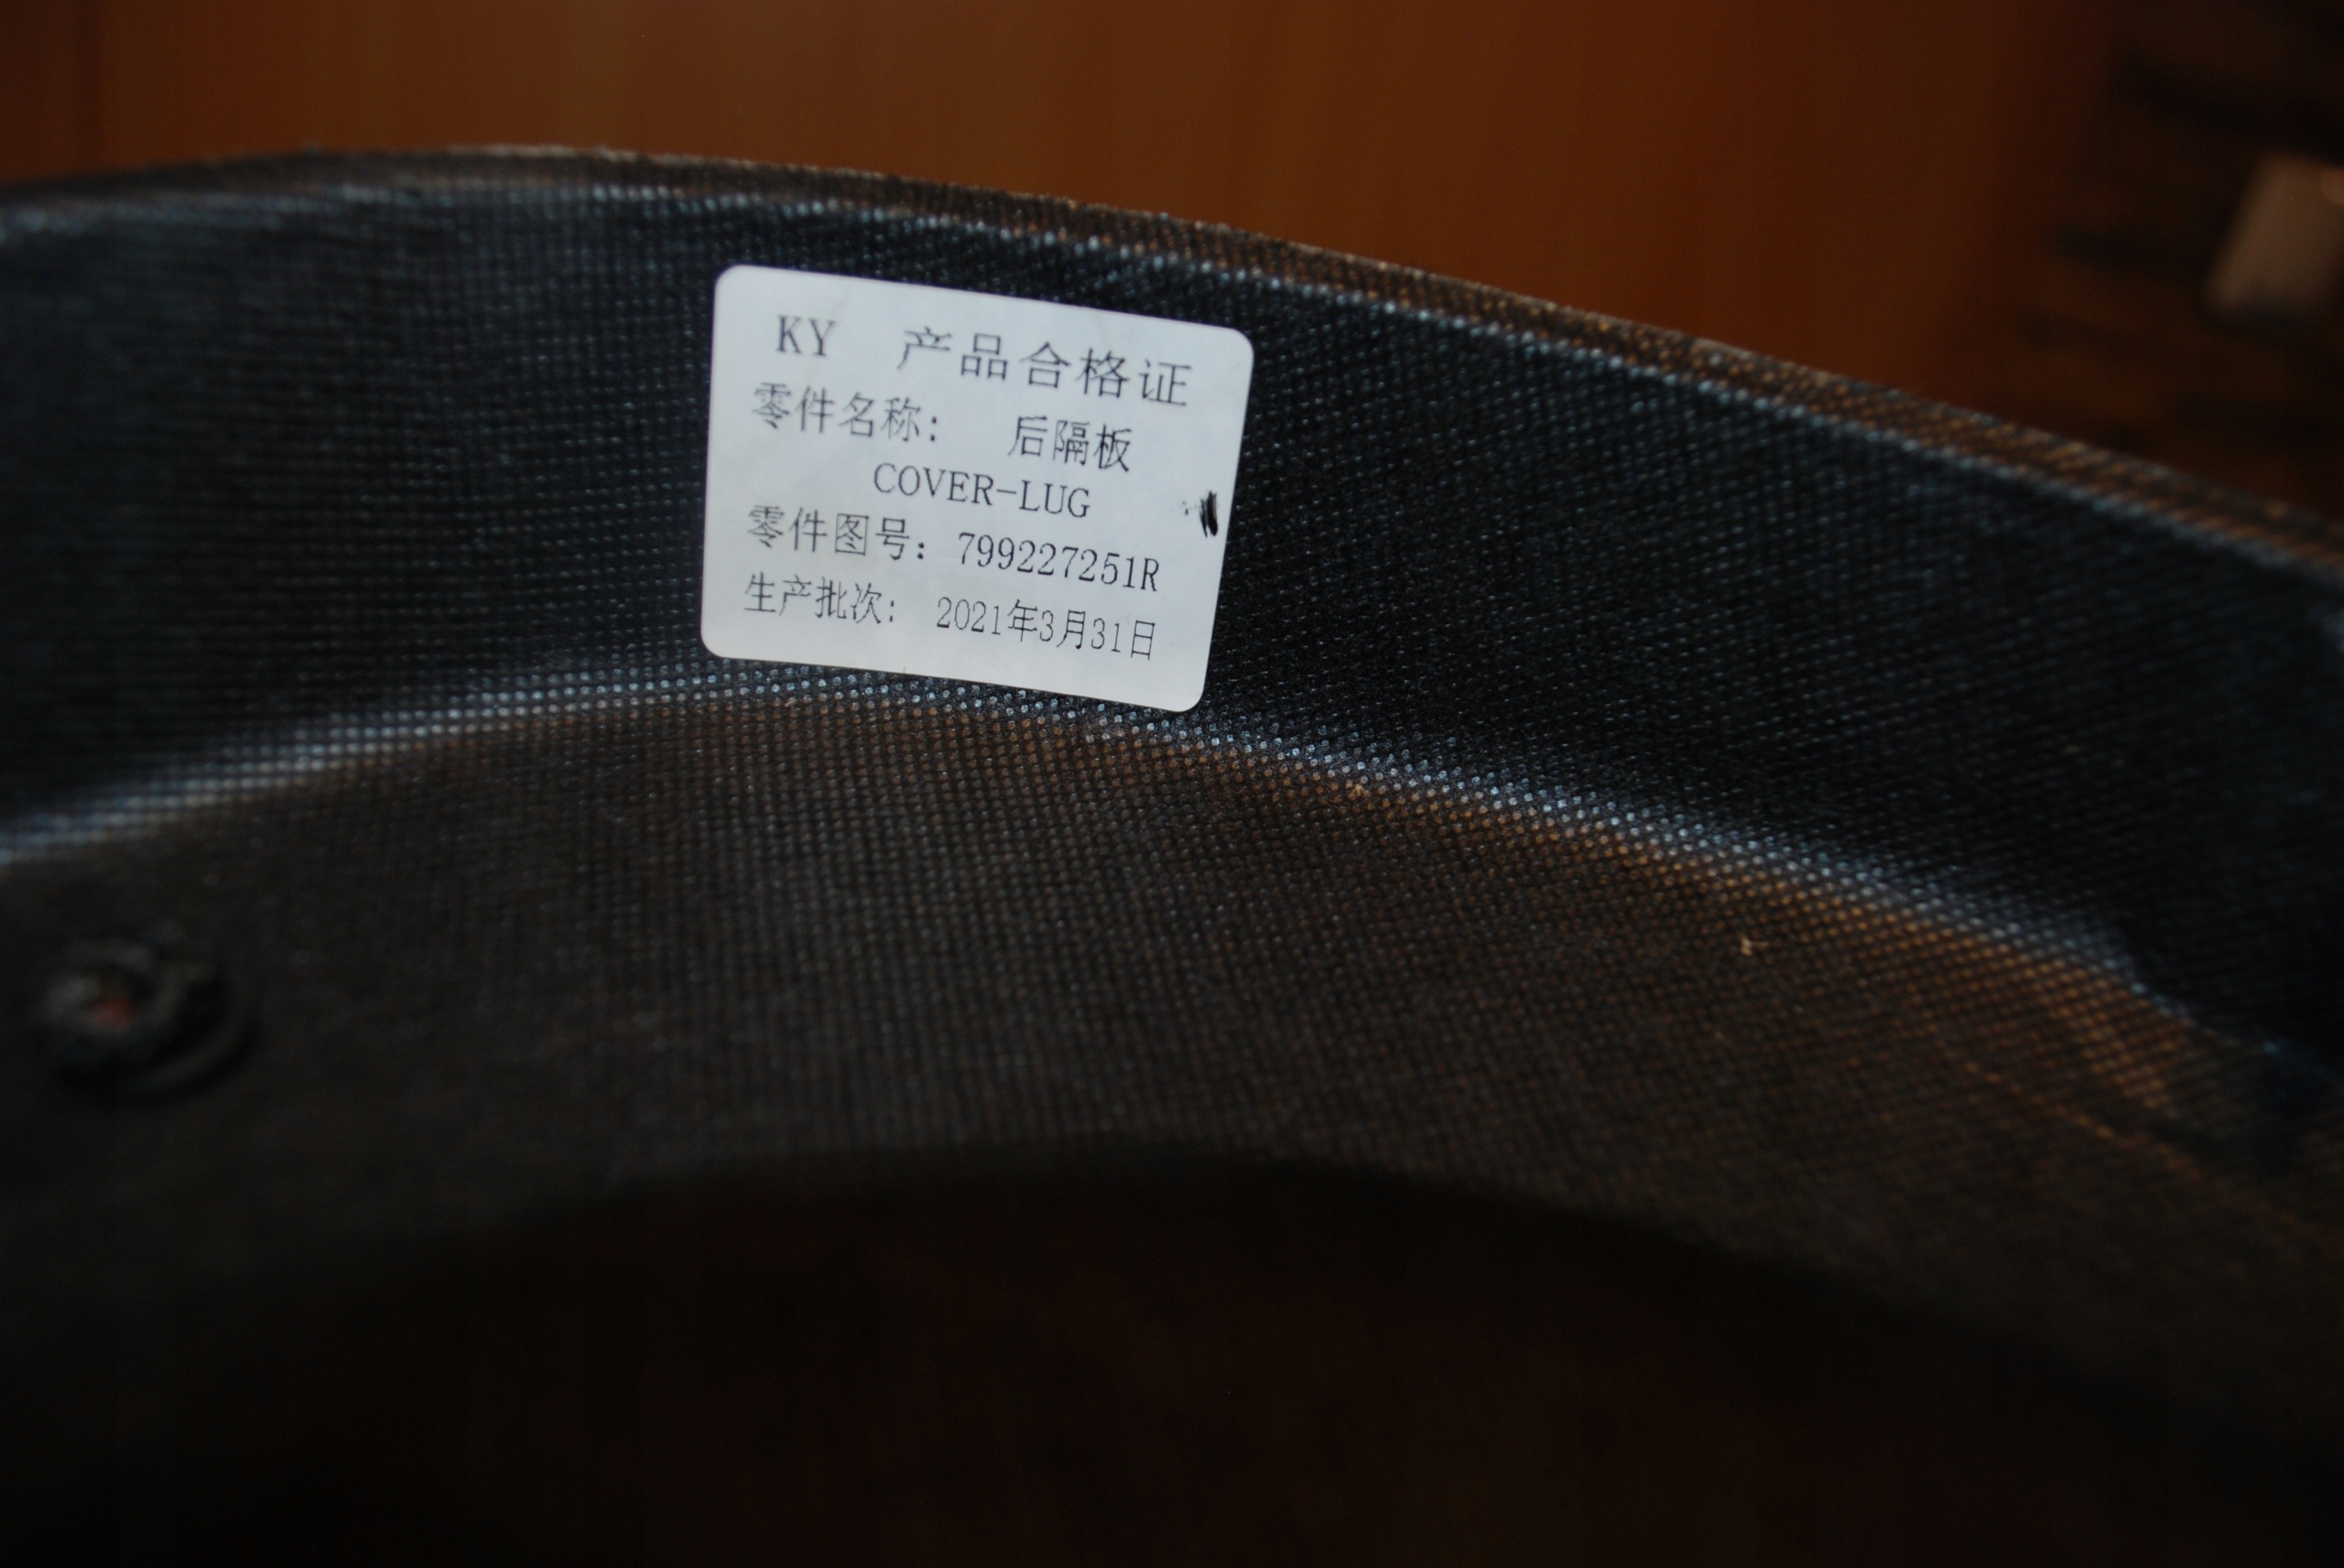 KY 产品合格证
零件名称： 后隔板
COVER-LUG
零件图号：799227251R
生产批次： 2021年3月31日